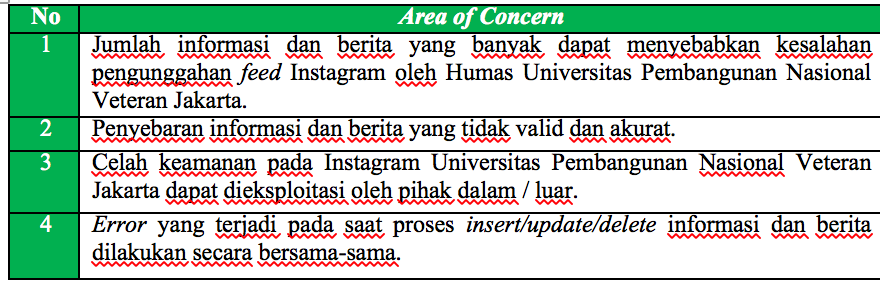 No Area of Concern
1 Jumlah informasi dan berita yang banyak dapat menyebabkan kesalahan
pengunggahan feed Instagram oleh Humas Universitas Pembangunan Nasional
Veteran Jakarta.
2 Penyebaran informasi dan berita yang tidak valid dan akurat.
3 Celah keamanan pada Instagram Universitas Pembangunan Nasional Veteran
Jakarta dapat dieksploitasi oleh pihak dalam / luar.
4 Error yang terjadi pada saat proses insert/update/delete informasi dan berita
dilakukan secara bersama-sama.